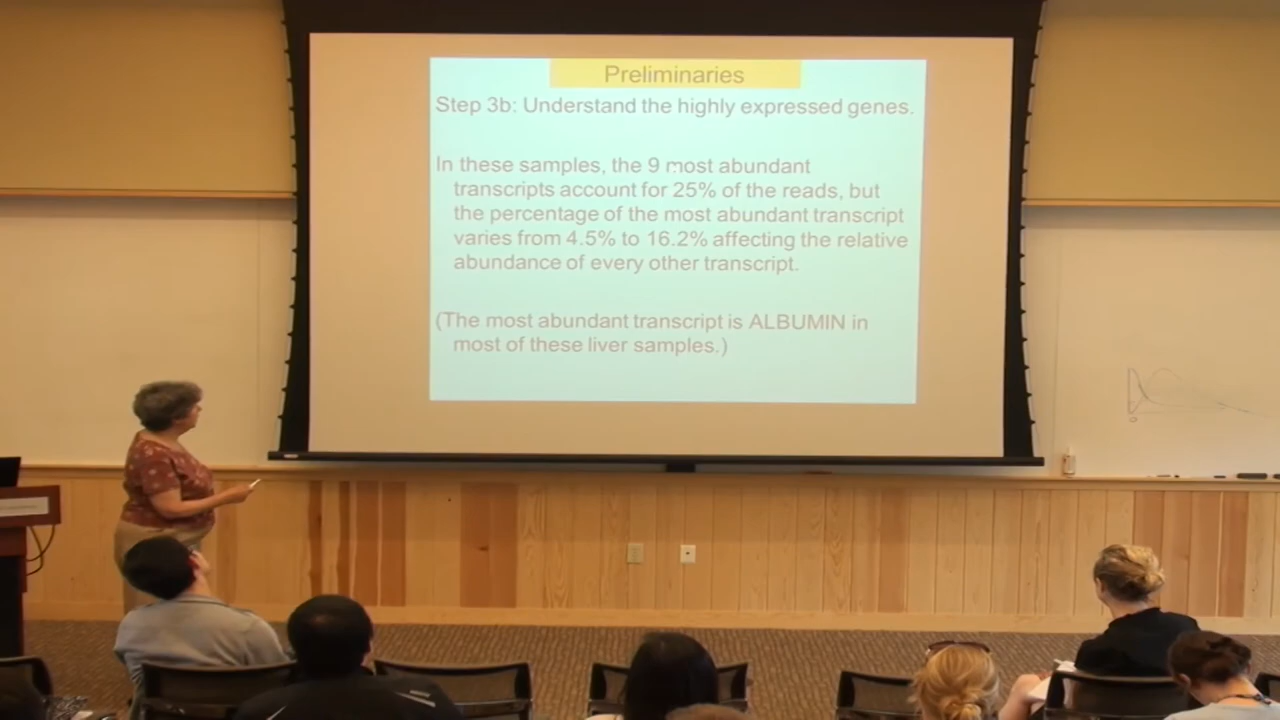 Preliminaries
Step 3b: Understand the highly expressed genes.
In these samples, the 9 most abundant
transcripts account for 25% of the reads, but
the percentage of the most abundant transcript
varies from 4.5% to 16.2% affecting the relative
abundance of every other transcript.
(The most abundant transcript is ALBUMIN in
most of these liver samples.)